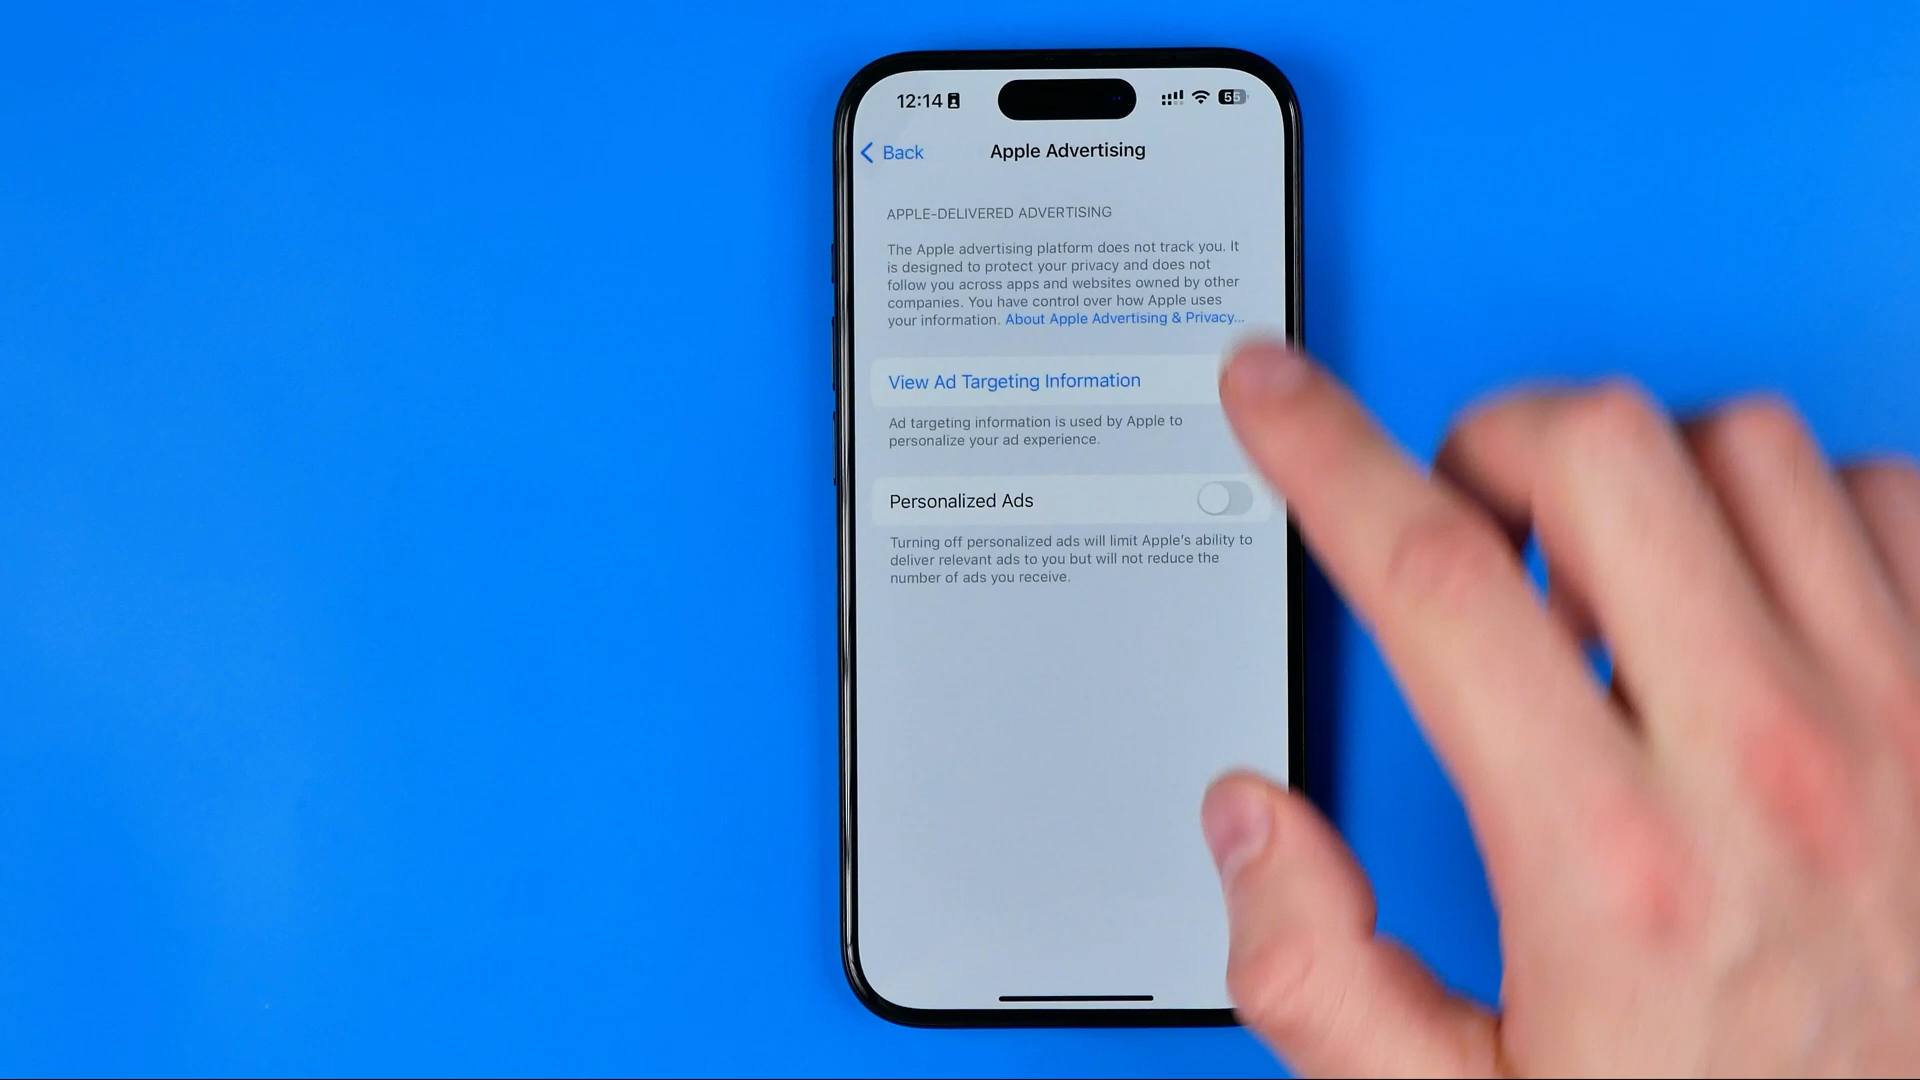 12:14
55
Back
Apple Advertising
APPLE-DELIVERED ADVERTISING
The Apple advertising platform does not track you. It
is designed to protect your privacy and does not
follow you across apps and websites owned by other
companies. You have control over how Apple uses
your information. About Apple Advertising & Privacy...
View Ad Targeting Information
Ad targeting information is used by Apple to
personalize your ad experience.
Personalized Ads
Turning off personalized ads will limit Apple's ability to
deliver relevant ads to you but will not reduce the
number of ads you receive.